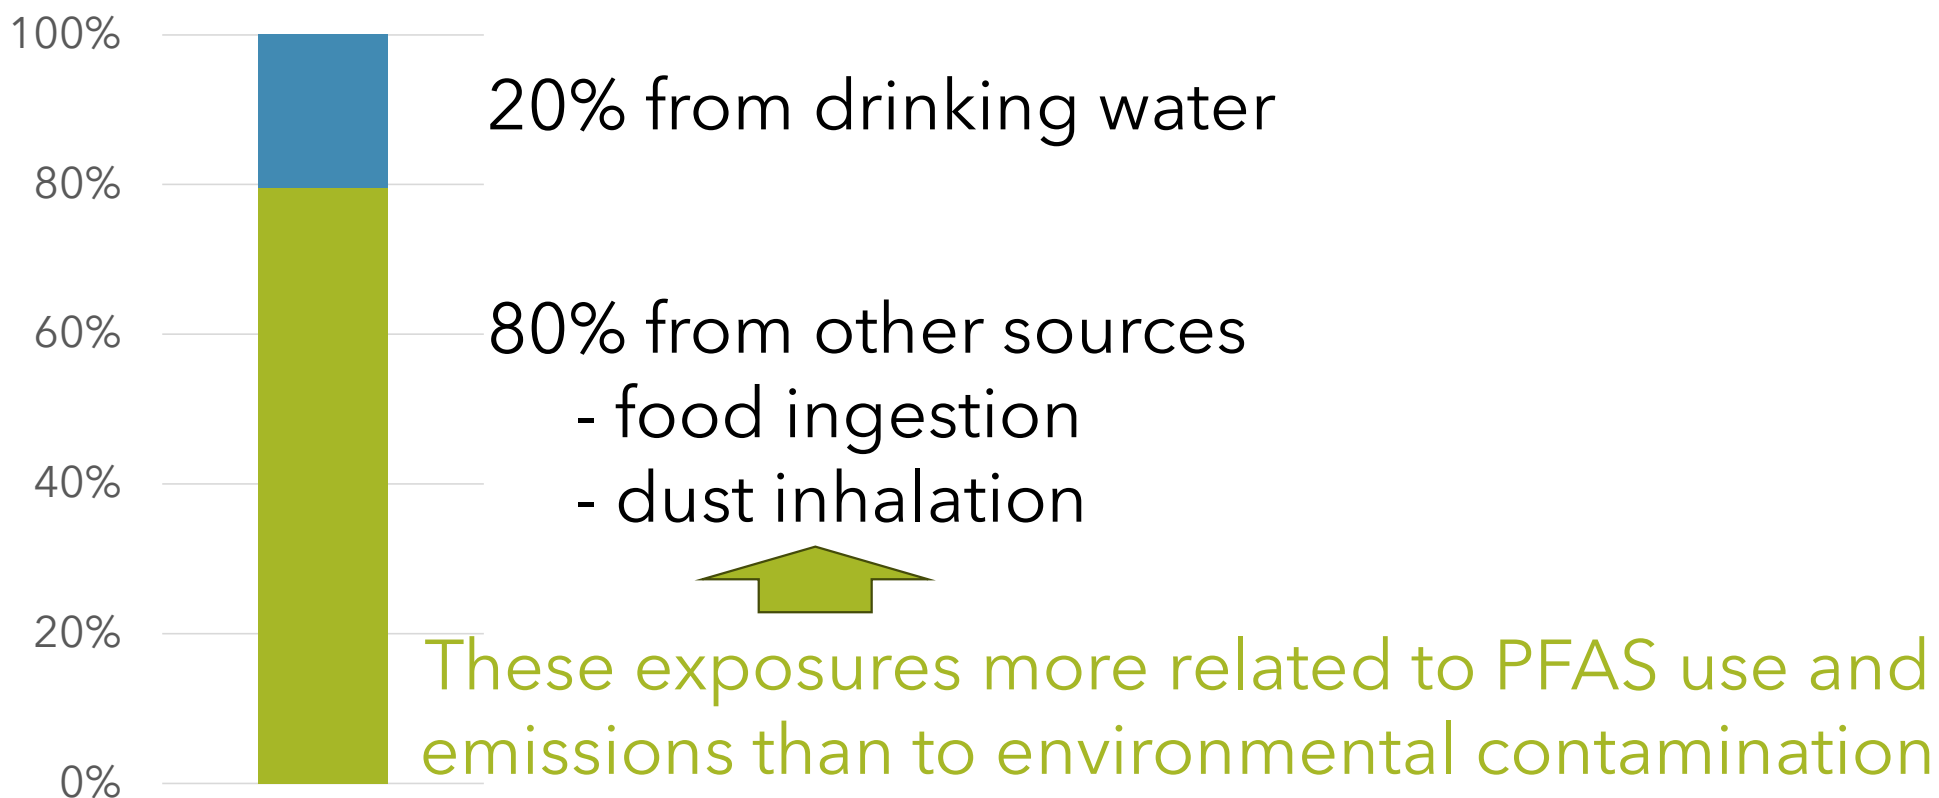 100%
20% from drinking water
80%
60%
80% from other sources
- food ingestion
40%
- dust inhalation
20%
These exposures more related to PFAS use and
emissions than to environmental contamination
0%